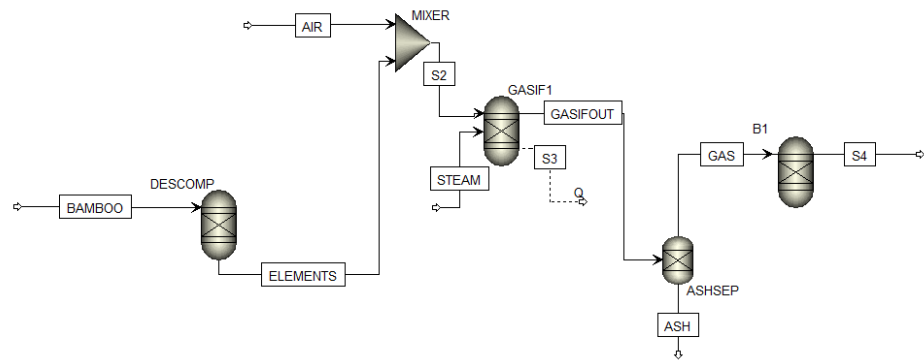 AIR
MIXER
S2
GASIF1
GASIFOUT
B1
S3
GAS
S4
STEAM
Q
DESCOMP
BAMBOO
ELEMENTS
ASHSEP
ASH